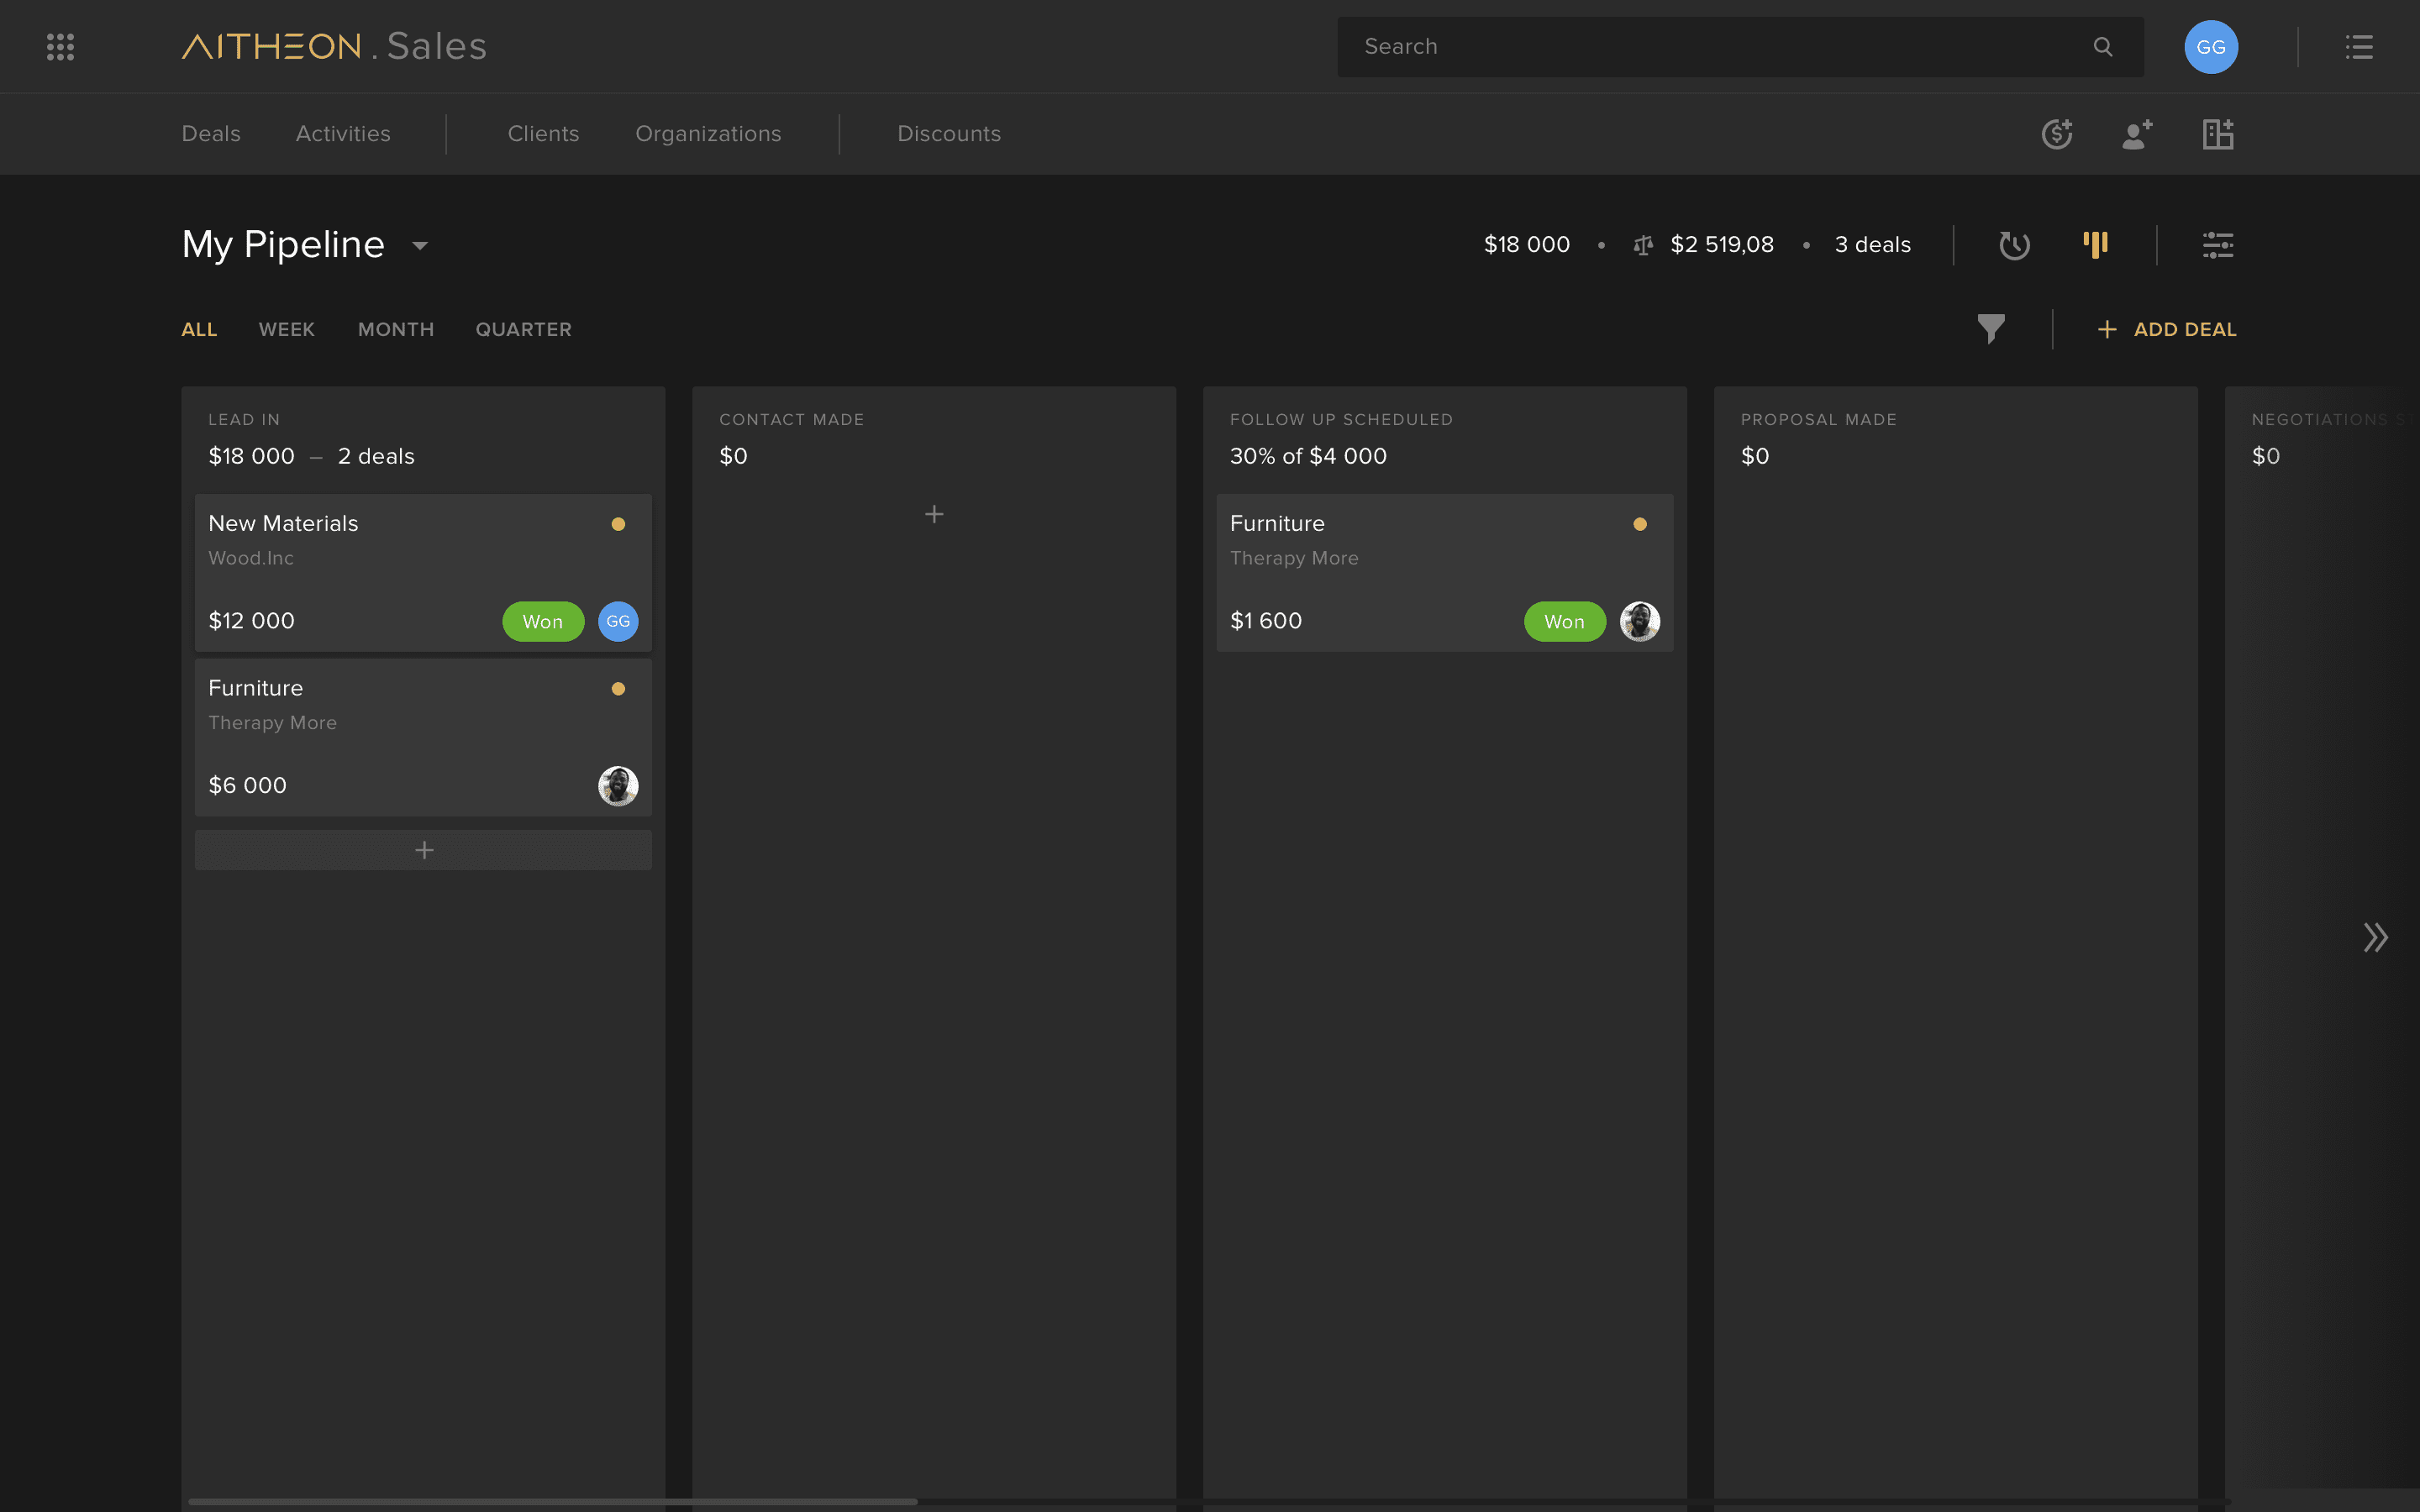 AITHEON . Sales
Search
GG
Deals Activities Clients Organizations Discounts
My Pipeline
$18 000 • $2 519,08 • 3 deals
ALL WEEK MONTH QUARTER
+ ADD DEAL
LEAD IN
$18 000 – 2 deals
New Materials
Wood.Inc
$12 000 Won GG
Furniture
Therapy More
$6 000
+
CONTACT MADE
$0
+
FOLLOW UP SCHEDULED
30% of $4 000
Furniture
Therapy More
$1 600 Won
PROPOSAL MADE
$0
NEGOTIATIONS
$0